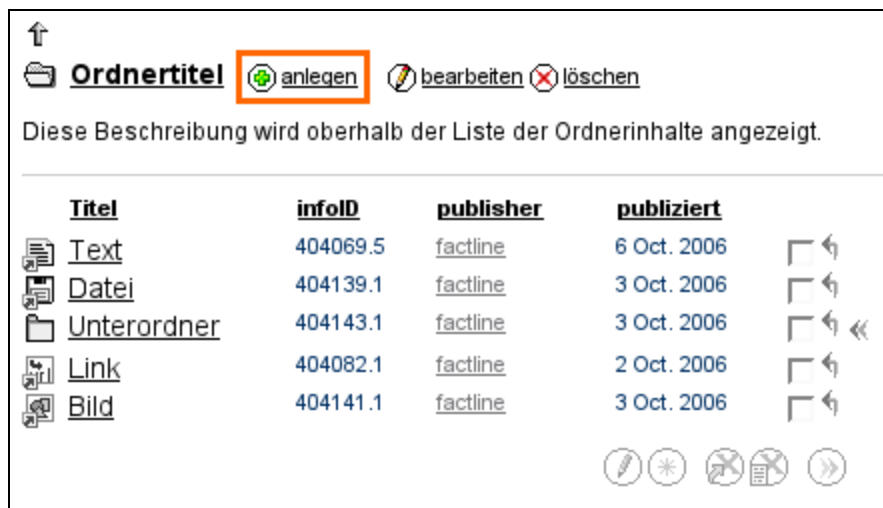 Ordnertitel anlegen bearbeiten löschen
Diese Beschreibung wird oberhalb der Liste der Ordnerinhalte angezeigt.
Titel infoID publisher publiziert
Text 404069.5 factline 6 Oct. 2006
Datei 404139.1 factline 3 Oct. 2006
Unterordner 404143.1 factline 3 Oct. 2006
Link 404082.1 factline 2 Oct. 2006
Bild 404141.1 factline 3 Oct. 2006